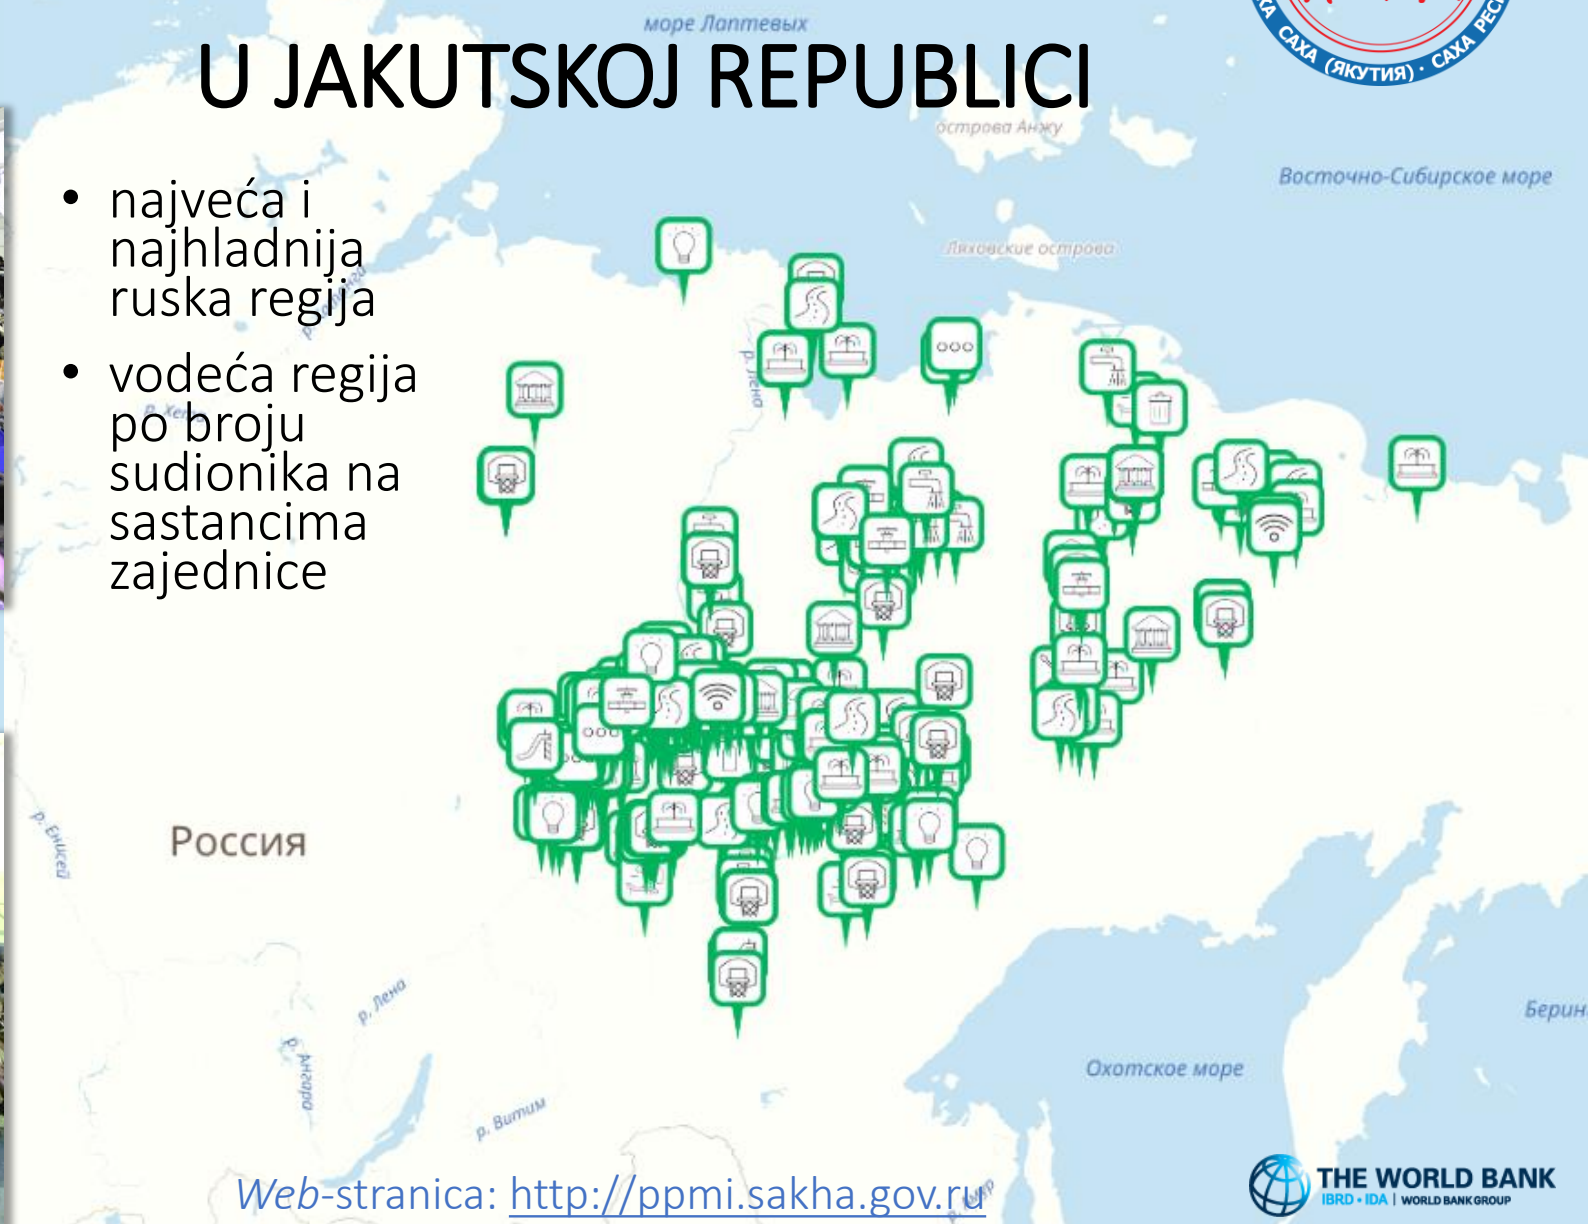 море Лаптевых
U JAKUTSKOJ REPUBLICI
САХА (ЯКУТИЯ) · САХА
острова Анжу
Восточно-Сибирское море
• najveća i
najhladnija
ruska regija
Ляховские острова
• vodeća regija
po broju
sudionika na
sastancima
zajednice
р. Лена
Россия
р. Енисей
р. Лена
р. Ангара
р. Витим
Охотское море
Web-stranica: http://ppmi.sakha.gov.ru
THE WORLD BANK
IBRD • IDA | WORLD BANK GROUP